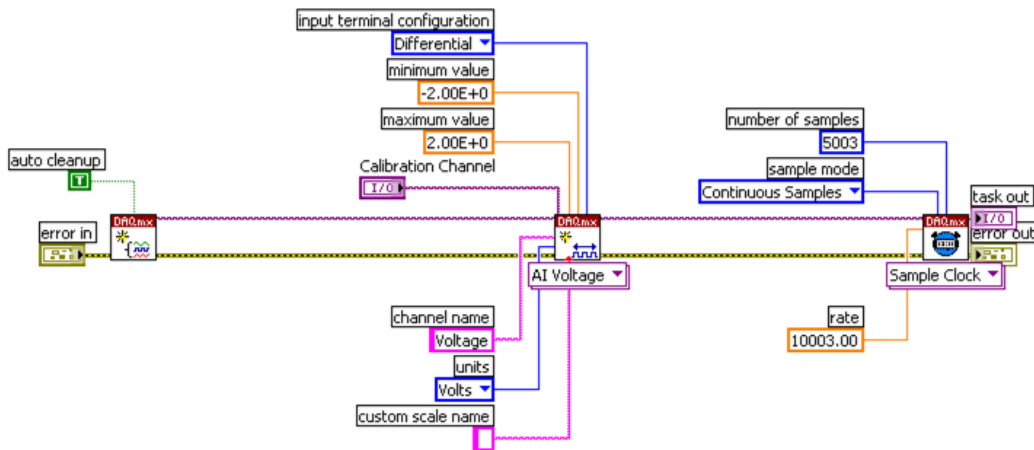 input terminal configuration
Differential
minimum value
-2.00E+0
maximum value
2.00E+0
Calibration Channel
I/O
number of samples
5003
sample mode
Continuous Samples
auto cleanup
T
error in
DAQmx
DAQmx
AI Voltage
DAQmx
Sample Clock
task out
I/O
error out
channel name
Voltage
units
Volts
custom scale name
rate
10003.00